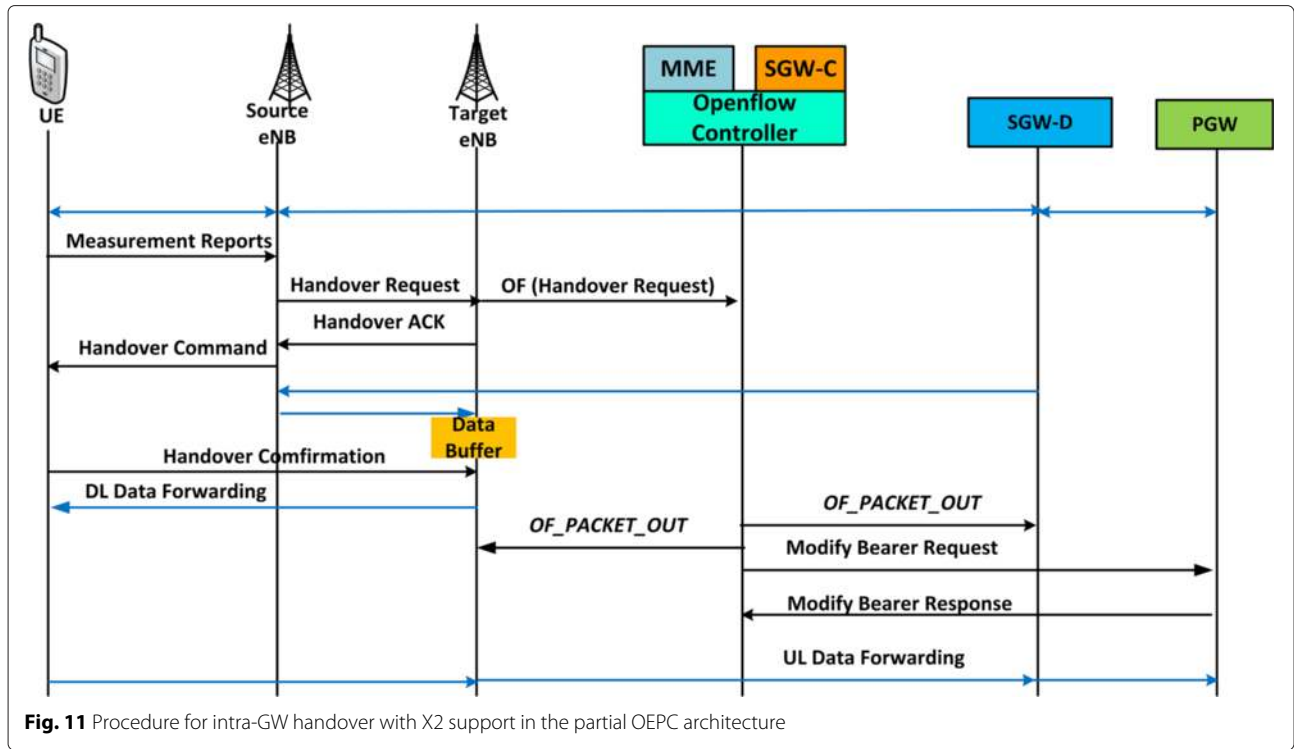 MME
SGW-C
Openflow
Controller
SGW-D
PGW
UE
Source
eNB
Target
eNB
Measurement Reports
Handover Request
OF (Handover Request)
Handover ACK
Handover Command
Data
Buffer
Handover Comfirmation
DL Data Forwarding
OF_PACKET_OUT
OF_PACKET_OUT
Modify Bearer Request
Modify Bearer Response
UL Data Forwarding
Fig. 11 Procedure for intra-GW handover with X2 support in the partial OEPC architecture